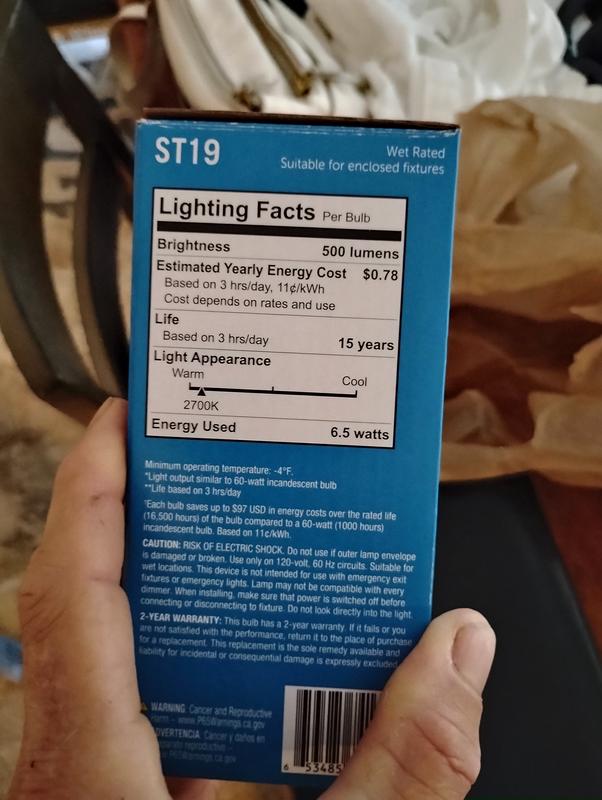 ST19
Wet Rated
Suitable for enclosed fixtures
Lighting Facts Per Bulb
Brightness 500 lumens
Estimated Yearly Energy Cost $0.78
Based on 3 hrs/day, 11¢/kWh
Cost depends on rates and use
Life
Based on 3 hrs/day 15 years
Light Appearance
Warm Cool
2700K
Energy Used 6.5 watts
Minimum operating temperature: -4°F.
*Light output similar to 60-watt incandescent bulb
**Life based on 3 hrs/day
†Each bulb saves up to $97 USD in energy costs over the rated life
(16,500 hours) of the bulb compared to a 60-watt (1000 hours)
incandescent bulb. Based on 11c/kWh.
CAUTION: RISK OF ELECTRIC SHOCK. Do not use if outer lamp envelope
is damaged or broken. Use only on 120-volt, 60 Hz circuits. Suitable for
wet locations. This device is not intended for use with emergency exit
fixtures or emergency lights. Lamp may not be compatible with every
dimmer. When installing, make sure that power is switched off before
connecting or disconnecting to fixture. Do not look directly into the light.
2-YEAR WARRANTY: This bulb has a 2-year warranty. If it fails or you
are not satisfied with the performance, return it to the place of purchase
for a replacement. This replacement is the sole remedy available and
liability for incidental or consequential damage is expressly excluded
WARNING Cancer and Reproductive
Harm – www.P65Warnings.ca.gov
ADVERTENCIA Cáncer y daños en
aparato reproductivo –
www.P65Warnings.ca.gov
6 53485